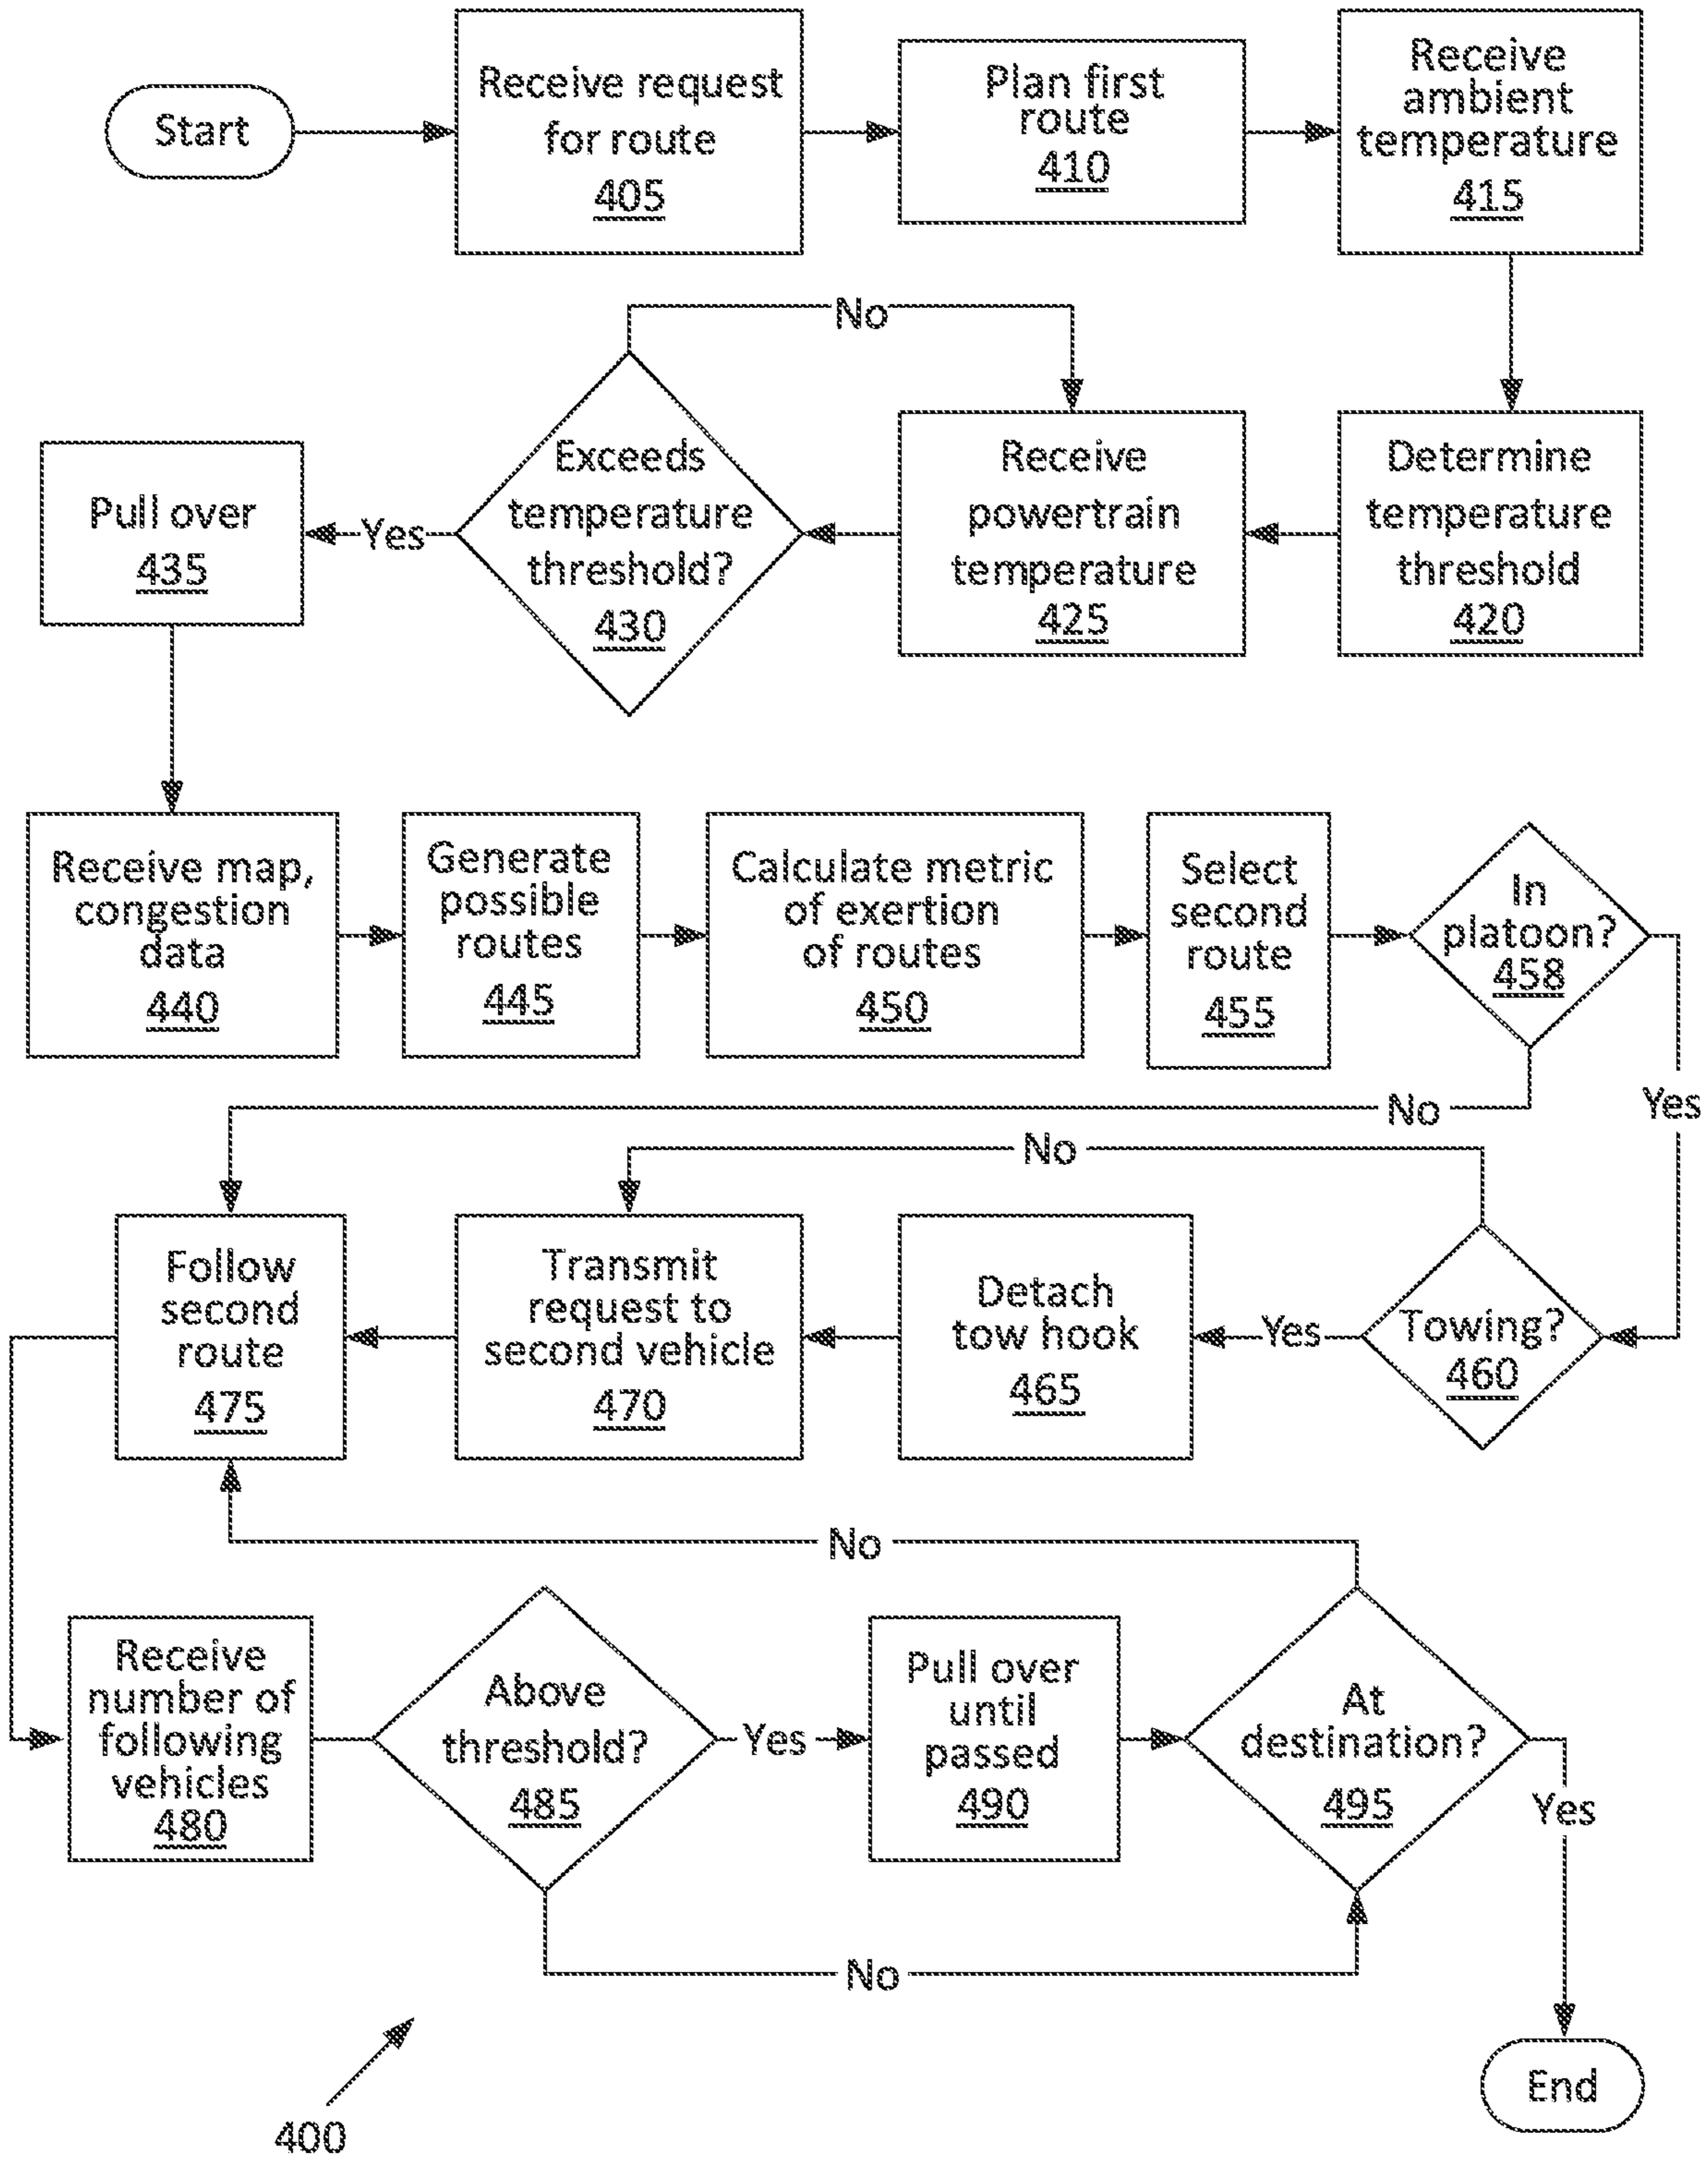 Start
Receive request
for route
405
Plan first
route
410
Receive
ambient
temperature
415
No
Pull over
435
Yes
Exceeds
temperature
threshold?
430
Receive
powertrain
temperature
425
Determine
temperature
threshold
420
Receive map,
congestion
data
440
Generate
possible
routes
445
Calculate metric
of exertion
of routes
450
Select
second
route
455
In
platoon?
458
Yes
No
No
Follow
second
route
475
Transmit
request to
second vehicle
470
Detach
tow hook
465
Yes
Towing?
460
No
Receive
number of
following
vehicles
480
Above
threshold?
485
Yes
Pull over
until
passed
490
At
destination?
495
Yes
No
End
400